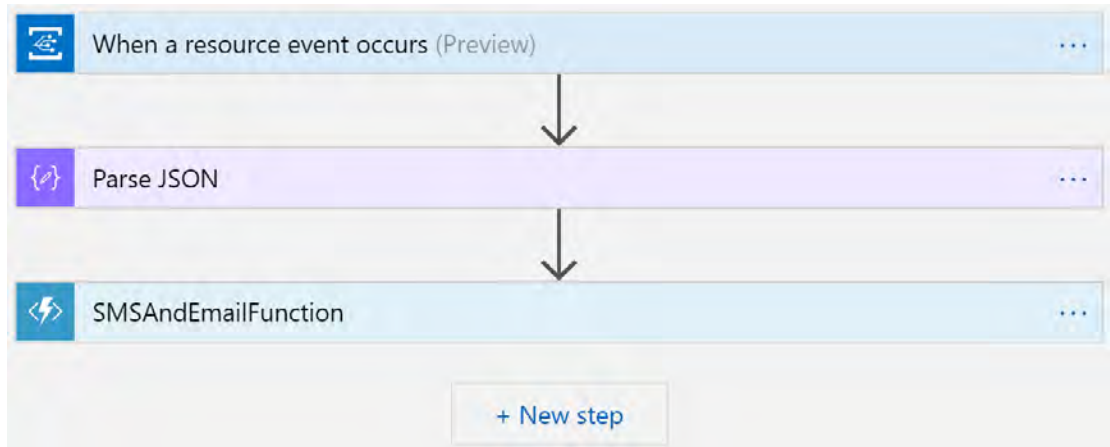 When a resource event occurs (Preview)
Parse JSON
SMSAndEmailFunction
+ New step